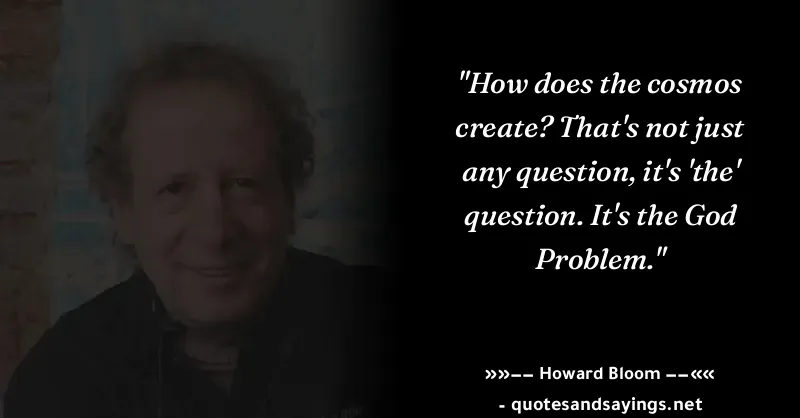 "How does the cosmos
create? That's not just
any question, it's 'the'
question. It's the God
Problem."
»»–– Howard Bloom ––««
- quotesandsayings.net